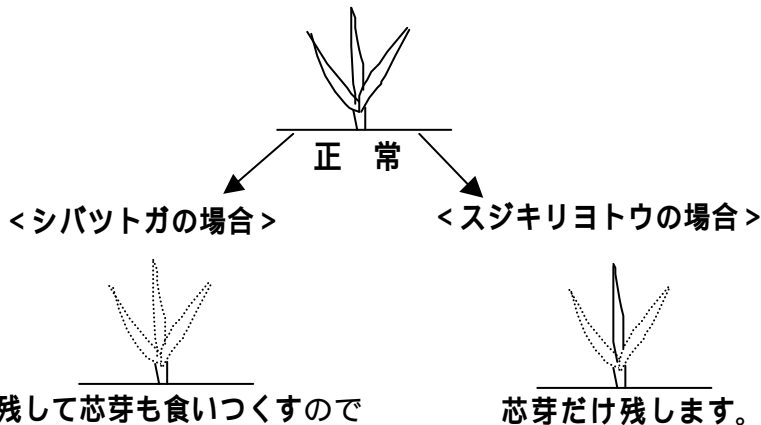 正　常
<シバツトガの場合>
<スジキリヨトウの場合>
残して芯芽も食いつくすので
芯芽だけ残します。